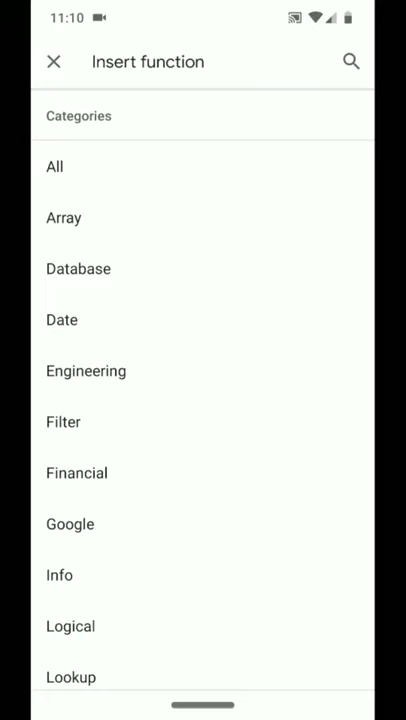 11:10
Insert function
Categories
All
Array
Database
Date
Engineering
Filter
Financial
Google
Info
Logical
Lookup